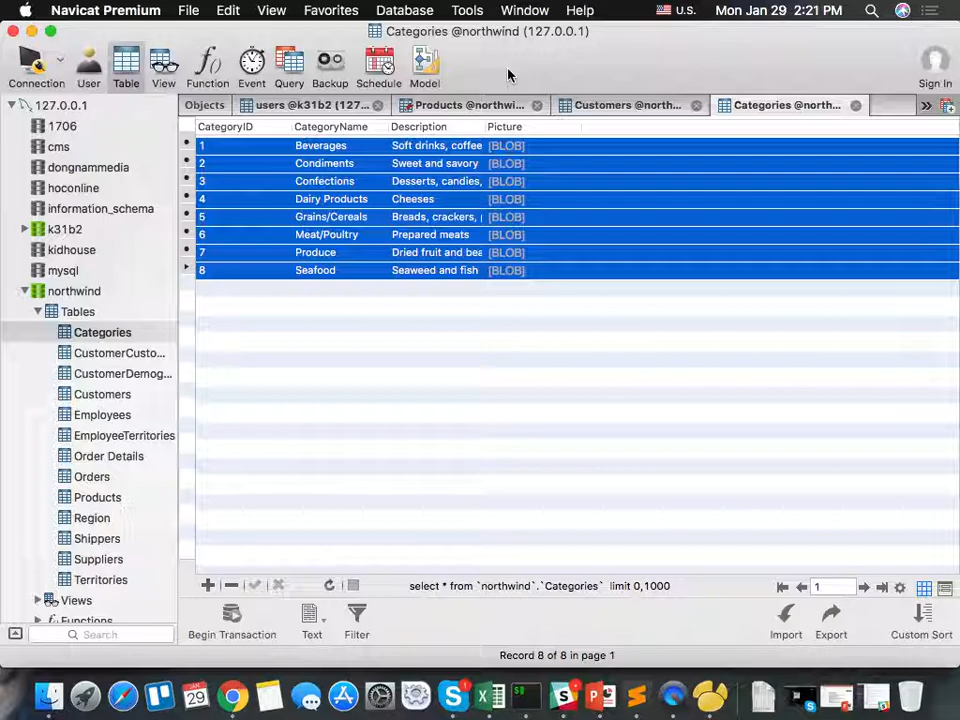 Navicat Premium File Edit View Favorites Database Tools Window Help U.S. Mon Jan 29 2:21 PM
Categories @northwind (127.0.0.1)
Connection User Table View Function Event Query Backup Schedule Model Sign In
127.0.0.1
1706
cms
dongnammedia
hoconline
information_schema
k31b2
kidhouse
mysql
northwind
Tables
Categories
CustomerCusto...
CustomerDemog...
Customers
Employees
EmployeeTerritories
Order Details
Orders
Products
Region
Shippers
Suppliers
Territories
Views
Functions
Search
Objects users @k31b2 (127.... Products @northwi... Customers @north... Categories @north... »
CategoryID CategoryName Description Picture
1 Beverages Soft drinks, coffee [BLOB]
2 Condiments Sweet and savory [BLOB]
3 Confections Desserts, candies, [BLOB]
4 Dairy Products Cheeses [BLOB]
5 Grains/Cereals Breads, crackers, [BLOB]
6 Meat/Poultry Prepared meats [BLOB]
7 Produce Dried fruit and bea [BLOB]
8 Seafood Seaweed and fish [BLOB]
select * from `northwind`.`Categories` limit 0,1000
1
Begin Transaction Text Filter Import Export Custom Sort
Record 8 of 8 in page 1
29